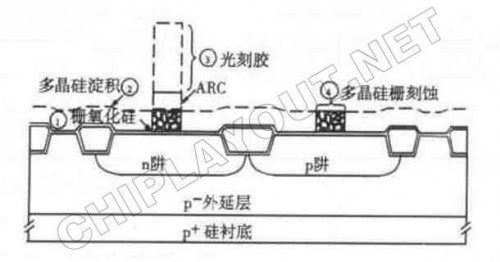 ③ 光刻胶
ARC
多晶硅淀积 ②
④ 多晶硅栅刻蚀
① 栅氧化硅
n阱
p阱
p⁻外延层
p⁺硅衬底
CHIPLAYOUT.NET